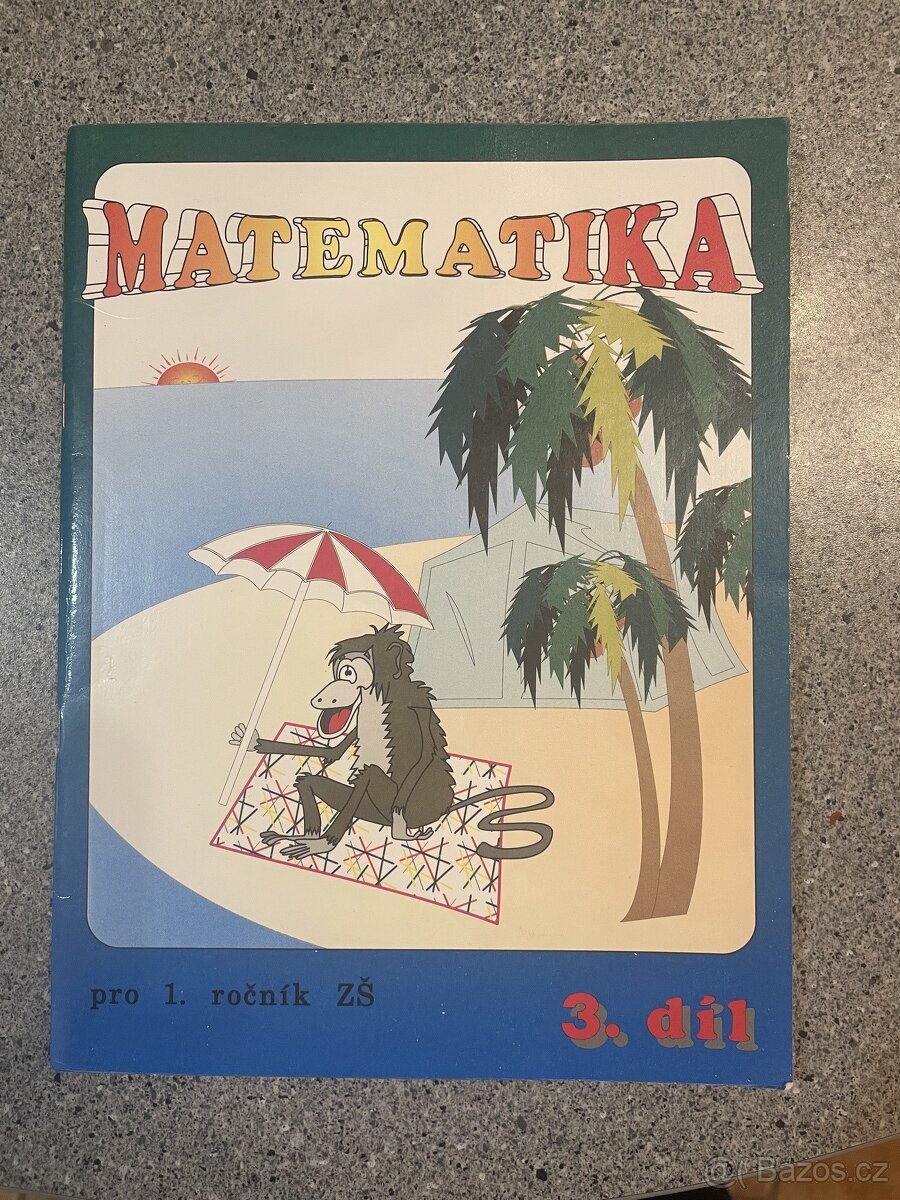 MATEMATIKA
pro 1. ročník ZŠ
3. díl
Bazos.cz